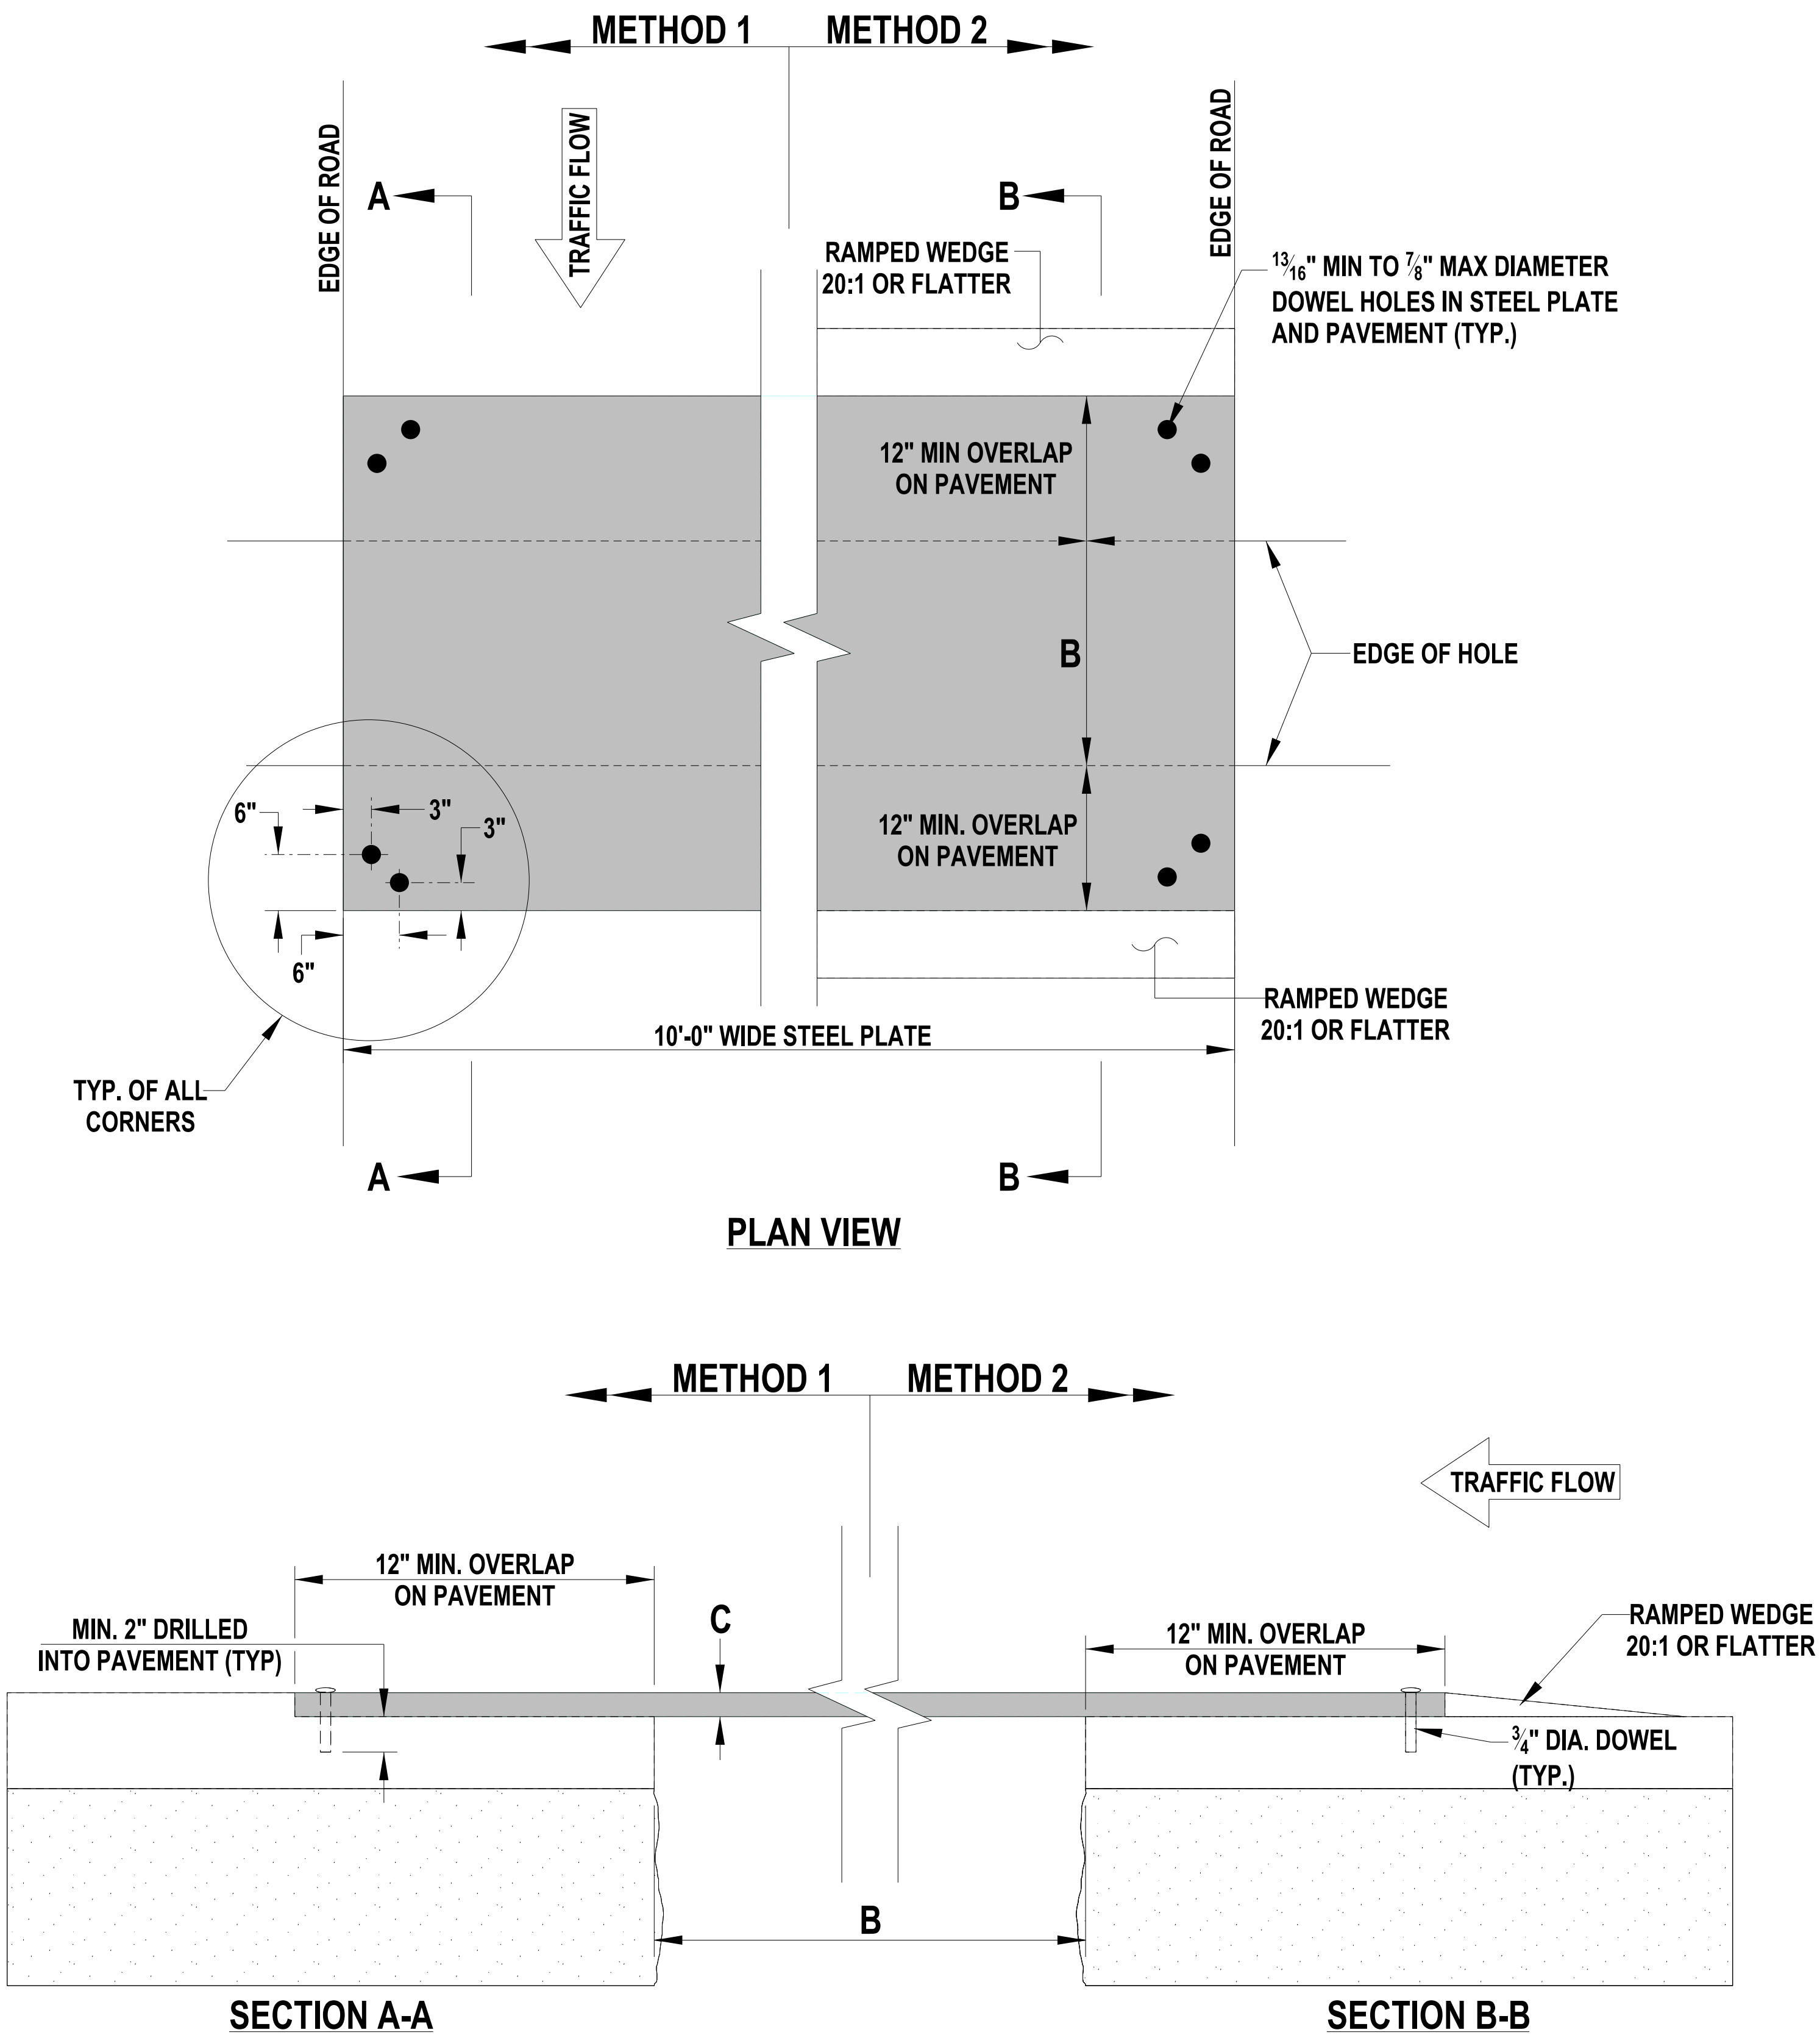 METHOD 1
METHOD 2
EDGE OF ROAD
TRAFFIC FLOW
EDGE OF ROAD
A
B
RAMPED WEDGE
20:1 OR FLATTER
13/16" MIN TO 7/8" MAX DIAMETER
DOWEL HOLES IN STEEL PLATE
AND PAVEMENT (TYP.)
12" MIN OVERLAP
ON PAVEMENT
B
EDGE OF HOLE
6"
3"
3"
12" MIN. OVERLAP
ON PAVEMENT
6"
RAMPED WEDGE
20:1 OR FLATTER
10'-0" WIDE STEEL PLATE
TYP. OF ALL
CORNERS
A
B
PLAN VIEW
METHOD 1
METHOD 2
TRAFFIC FLOW
12" MIN. OVERLAP
ON PAVEMENT
MIN. 2" DRILLED
INTO PAVEMENT (TYP)
C
12" MIN. OVERLAP
ON PAVEMENT
RAMPED WEDGE
20:1 OR FLATTER
3/4" DIA. DOWEL
(TYP.)
B
SECTION A-A
SECTION B-B